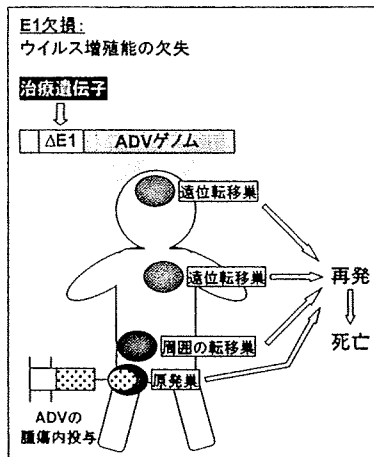 E1欠損:
ウイルス増殖能の欠失
治療遺伝子
ΔE1 ADVゲノム
遠位転移巣
遠位転移巣
再発
死亡
周囲の転移巣
原発巣
ADVの
腫瘍内投与